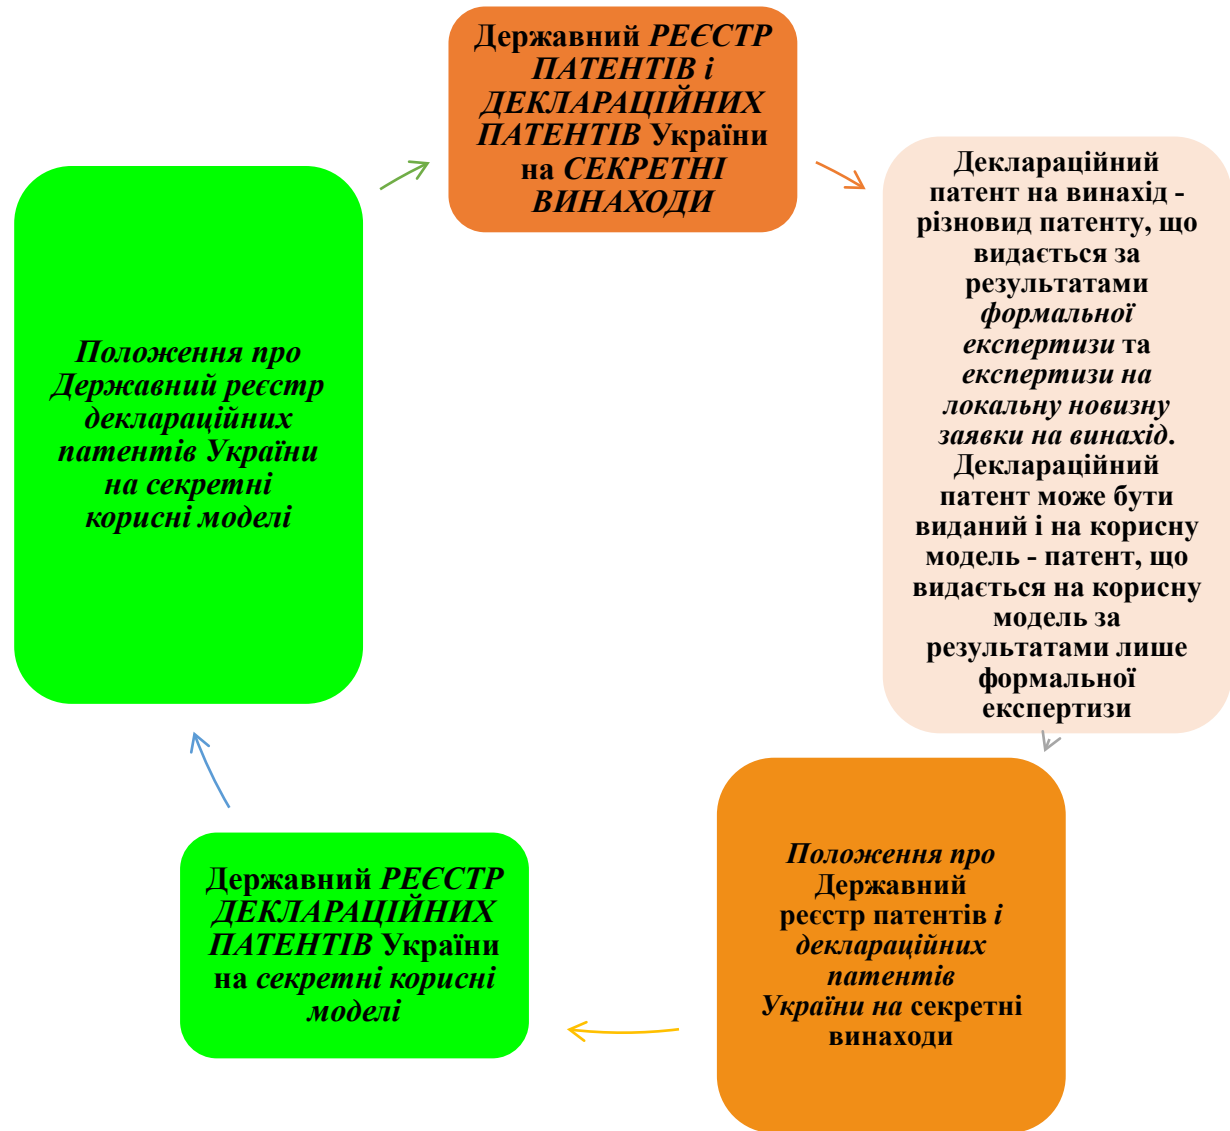 Державний РЕЄСТР
ПАТЕНТІВ і
ДЕКЛАРАЦІЙНИХ
ПАТЕНТІВ України
на СЕКРЕТНІ
ВИНАХОДИ
Деклараційний
патент на винахід -
різновид патенту, що
видається за
результатами
формальної
експертизи та
експертизи на
локальну новизну
заявки на винахід.
Деклараційний
патент може бути
виданий і на корисну
модель - патент, що
видається на корисну
модель за
результатами лише
формальної
експертизи
Положення про
Державний
реєстр патентів і
деклараційних
патентів
України на секретні
винаходи
Державний РЕЄСТР
ДЕКЛАРАЦІЙНИХ
ПАТЕНТІВ України
на секретні корисні
моделі
Положення про
Державний реєстр
деклараційних
патентів України
на секретні
корисні моделі